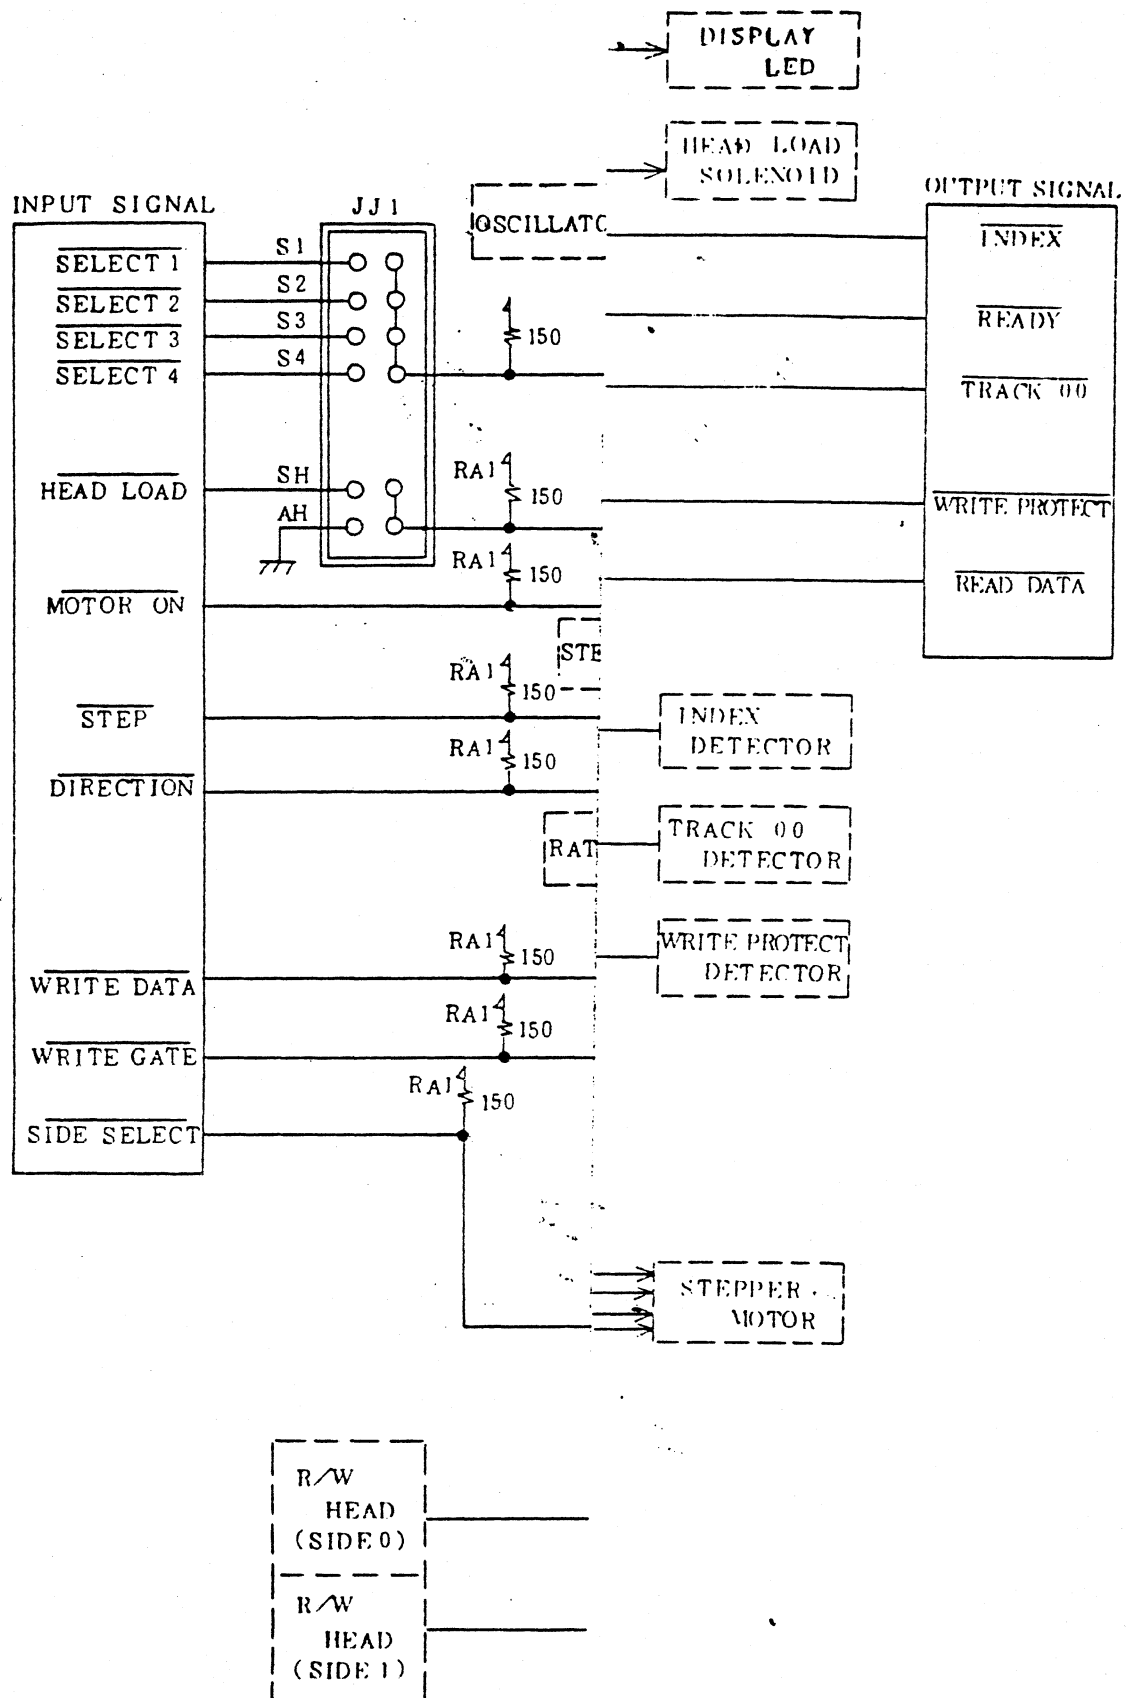 DISPLAY
LED
HEAD LOAD
SOLENOID
OUTPUT SIGNAL
INPUT SIGNAL
JJ1
OSCILLATO
INDEX
SELECT 1
S1
SELECT 2
S2
READY
SELECT 3
S3
150
SELECT 4
S4
TRACK 00
HEAD LOAD
SH
RA1
150
WRITE PROTECT
AH
RA1
150
READ DATA
MOTOR ON
STE
RA1
150
STEP
INDEX
DETECTOR
RA1
150
DIRECTION
RAT
TRACK 00
DETECTOR
RA1
150
WRITE PROTECT
DETECTOR
WRITE DATA
RA1
150
WRITE GATE
RA1
150
SIDE SELECT
STEPPER
MOTOR
R/W
HEAD
(SIDE 0)
R/W
HEAD
(SIDE 1)